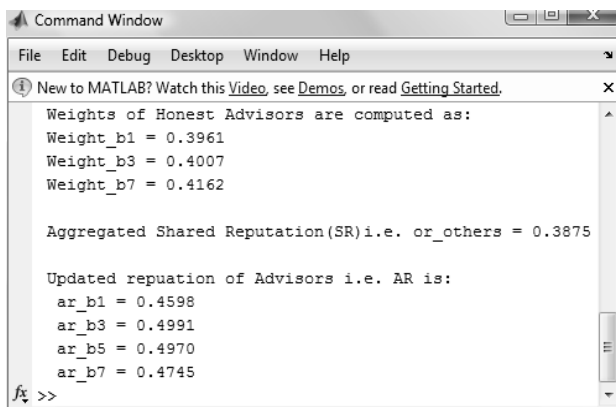 Command Window
File Edit Debug Desktop Window Help
New to MATLAB? Watch this Video, see Demos, or read Getting Started.
Weights of Honest Advisors are computed as:
Weight_b1 = 0.3961
Weight_b3 = 0.4007
Weight_b7 = 0.4162
Aggregated Shared Reputation(SR)i.e. or_others = 0.3875
Updated repuation of Advisors i.e. AR is:
ar_b1 = 0.4598
ar_b3 = 0.4991
ar_b5 = 0.4970
ar_b7 = 0.4745
fx >>